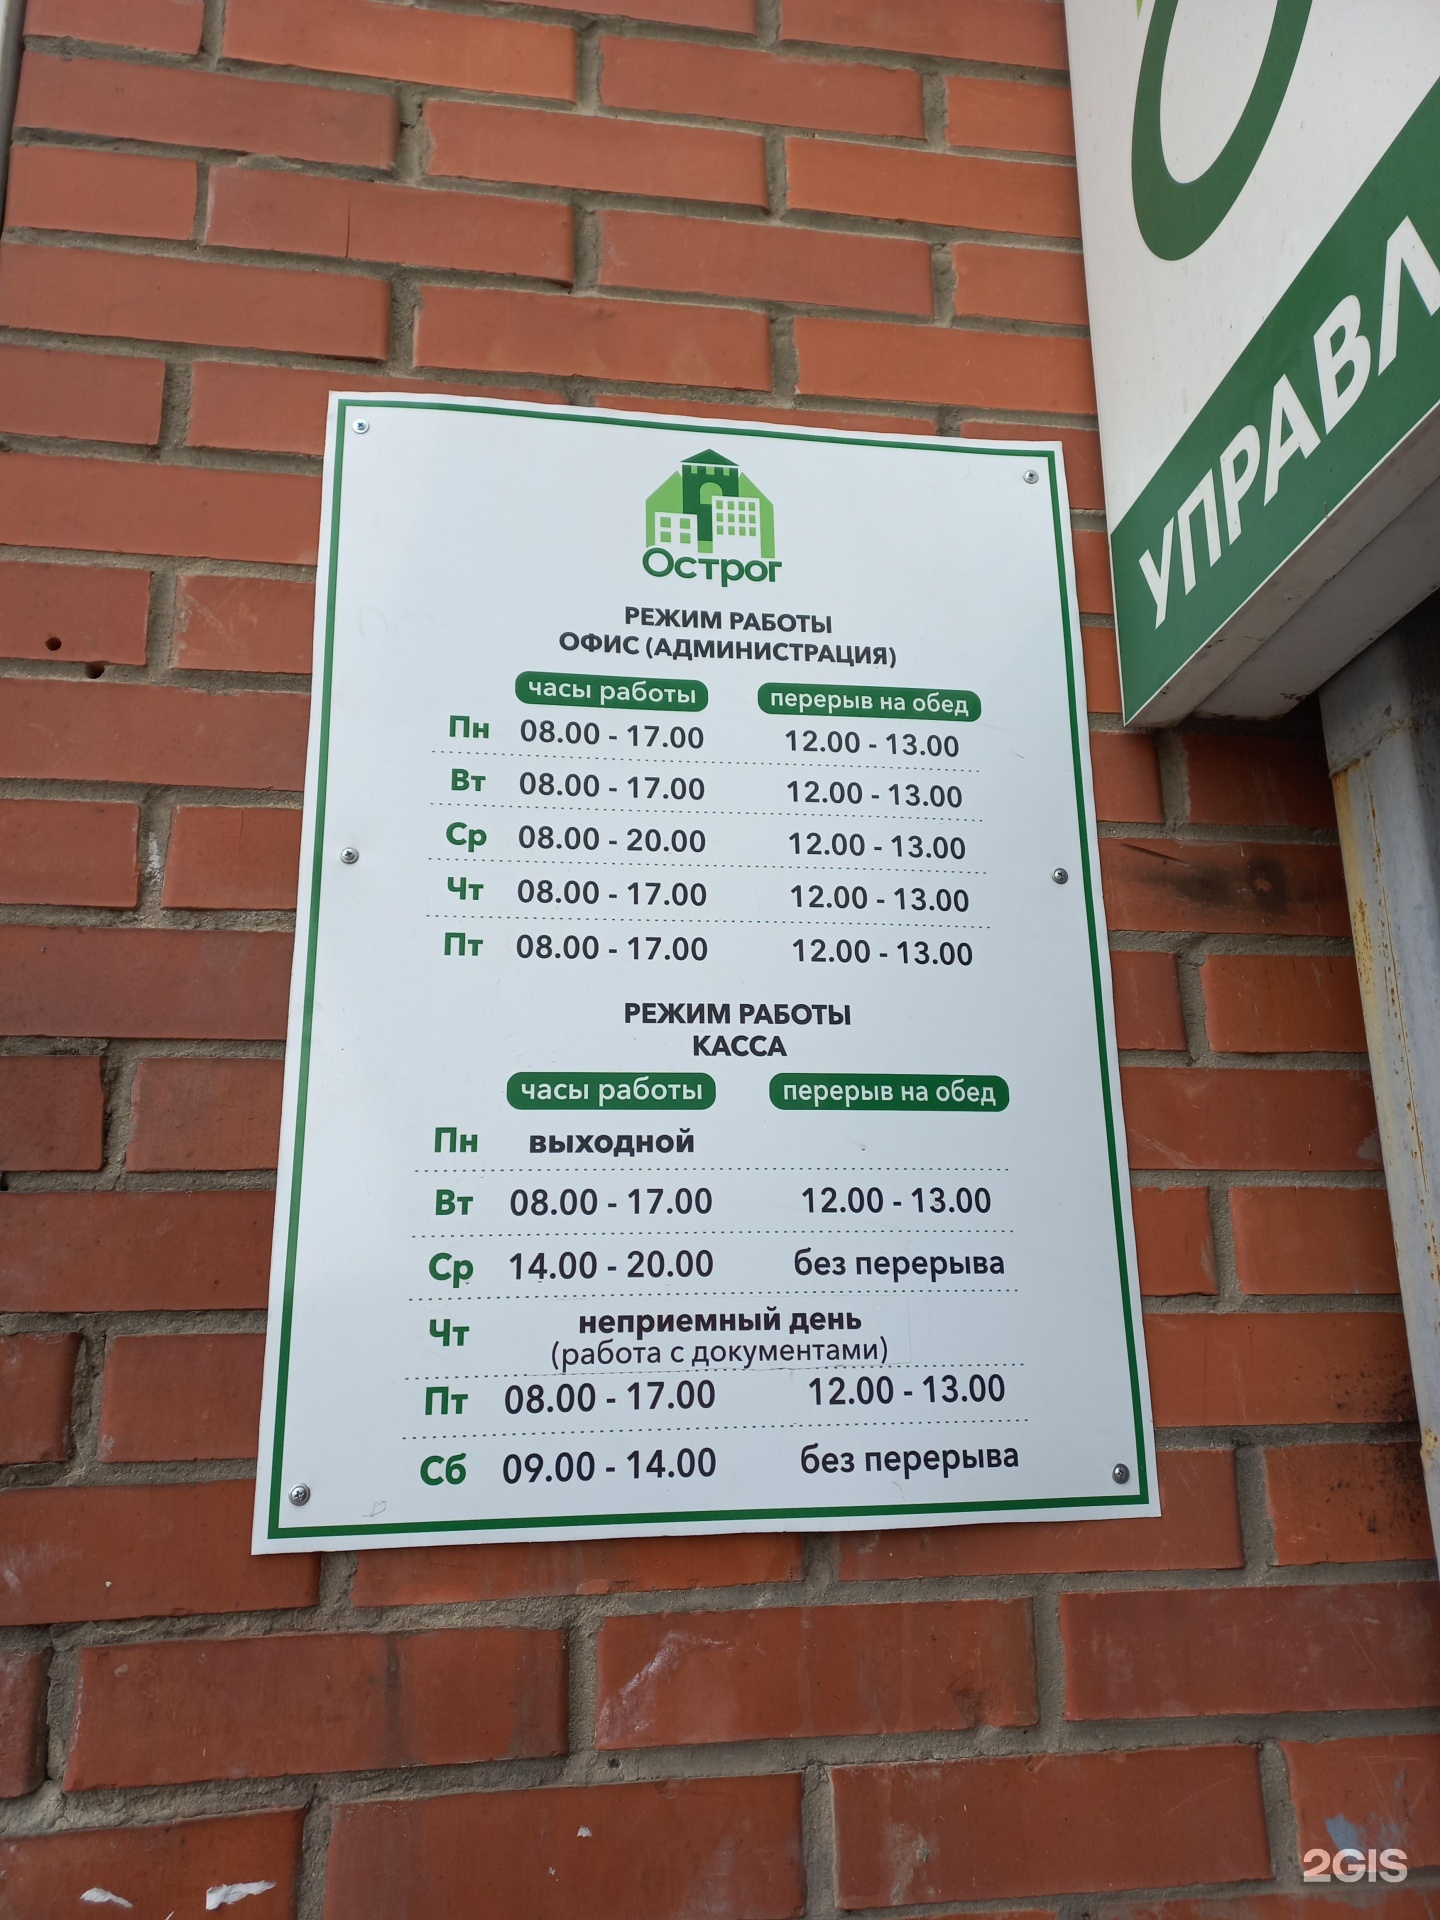 Острог
РЕЖИМ РАБОТЫ
ОФИС (АДМИНИСТРАЦИЯ)
часы работы перерыв на обед
Пн 08.00 - 17.00 12.00 - 13.00
Вт 08.00 - 17.00 12.00 - 13.00
Ср 08.00 - 20.00 12.00 - 13.00
Чт 08.00 - 17.00 12.00 - 13.00
Пт 08.00 - 17.00 12.00 - 13.00
РЕЖИМ РАБОТЫ
КАССА
часы работы перерыв на обед
Пн выходной
Вт 08.00 - 17.00 12.00 - 13.00
Ср 14.00 - 20.00 без перерыва
Чт неприемный день
(работа с документами)
Пт 08.00 - 17.00 12.00 - 13.00
Сб 09.00 - 14.00 без перерыва
УПРАВЛ
2GIS